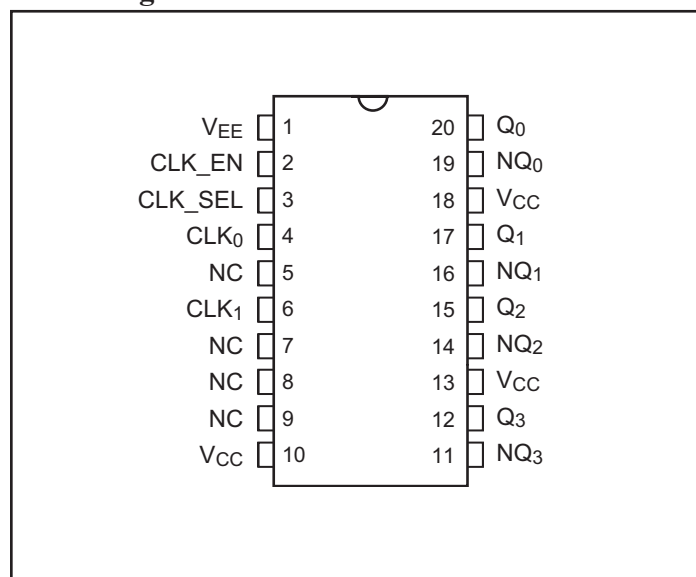 g
VEE 1 20 Q0
CLK_EN 2 19 NQ0
CLK_SEL 3 18 VCC
CLK0 4 17 Q1
NC 5 16 NQ1
CLK1 6 15 Q2
NC 7 14 NQ2
NC 8 13 VCC
NC 9 12 Q3
VCC 10 11 NQ3